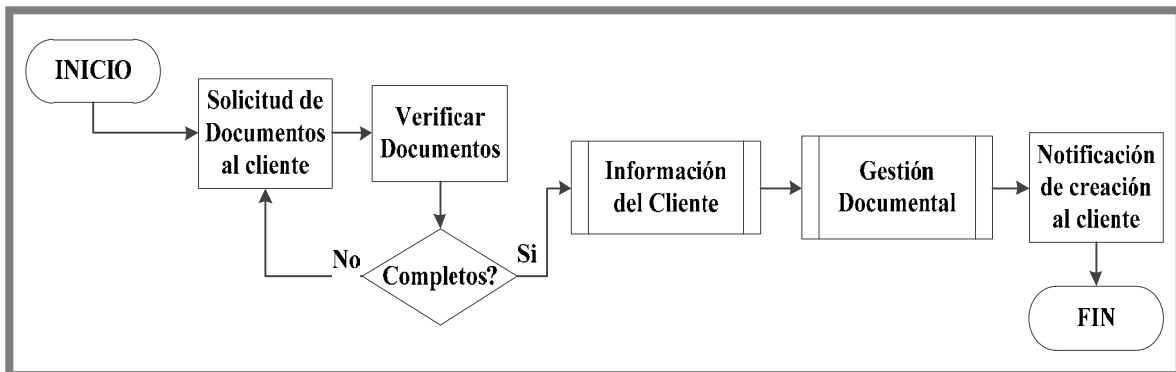 INICIO
Solicitud de
Documentos
al cliente
Verificar
Documentos
Completos?
No
Si
Información
del Cliente
Gestión
Documental
Notificación
de creación
al cliente
FIN